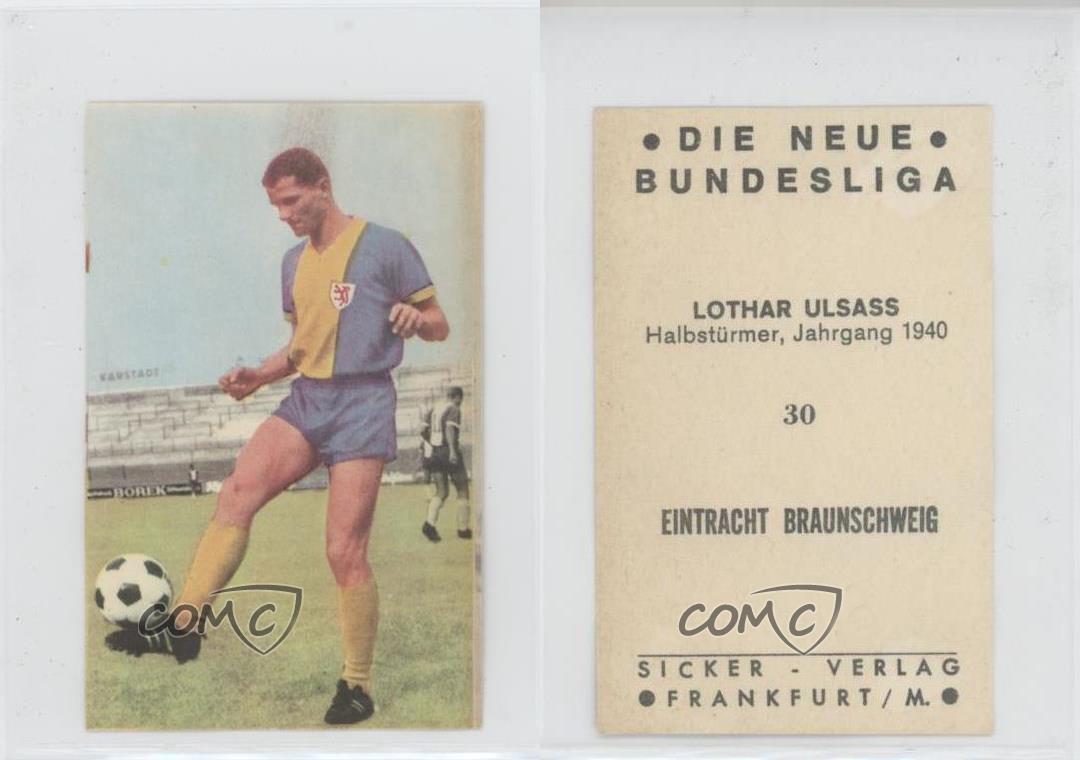 KARSTADT
BOREK
COMC
• DIE NEUE •
BUNDESLIGA
LOTHAR ULSASS
Halbstürmer, Jahrgang 1940
30
EINTRACHT BRAUNSCHWEIG
COMC
SICKER - VERLAG
• FRANKFURT/M. •